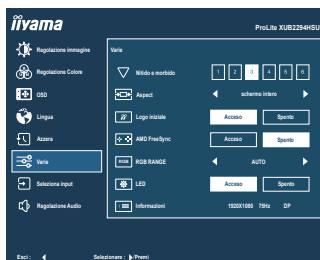 iiyama
ProLite XUB2294HSU
Regolazione immagine
Varie
Regolazione Colore
Nitido e morbido
1 2 3 4 5 6
OSD
Aspect
schermo intero
Lingua
Logo iniziale
Acceso
Spento
Azzera
AMD FreeSync
Acceso
Spento
Varie
RGB
RGB RANGE
AUTO
Seleziona input
LED
Acceso
Spento
Regolazione Audio
Informazioni
1920X1080 75Hz DP
Esci :
Selezionare : /Premi